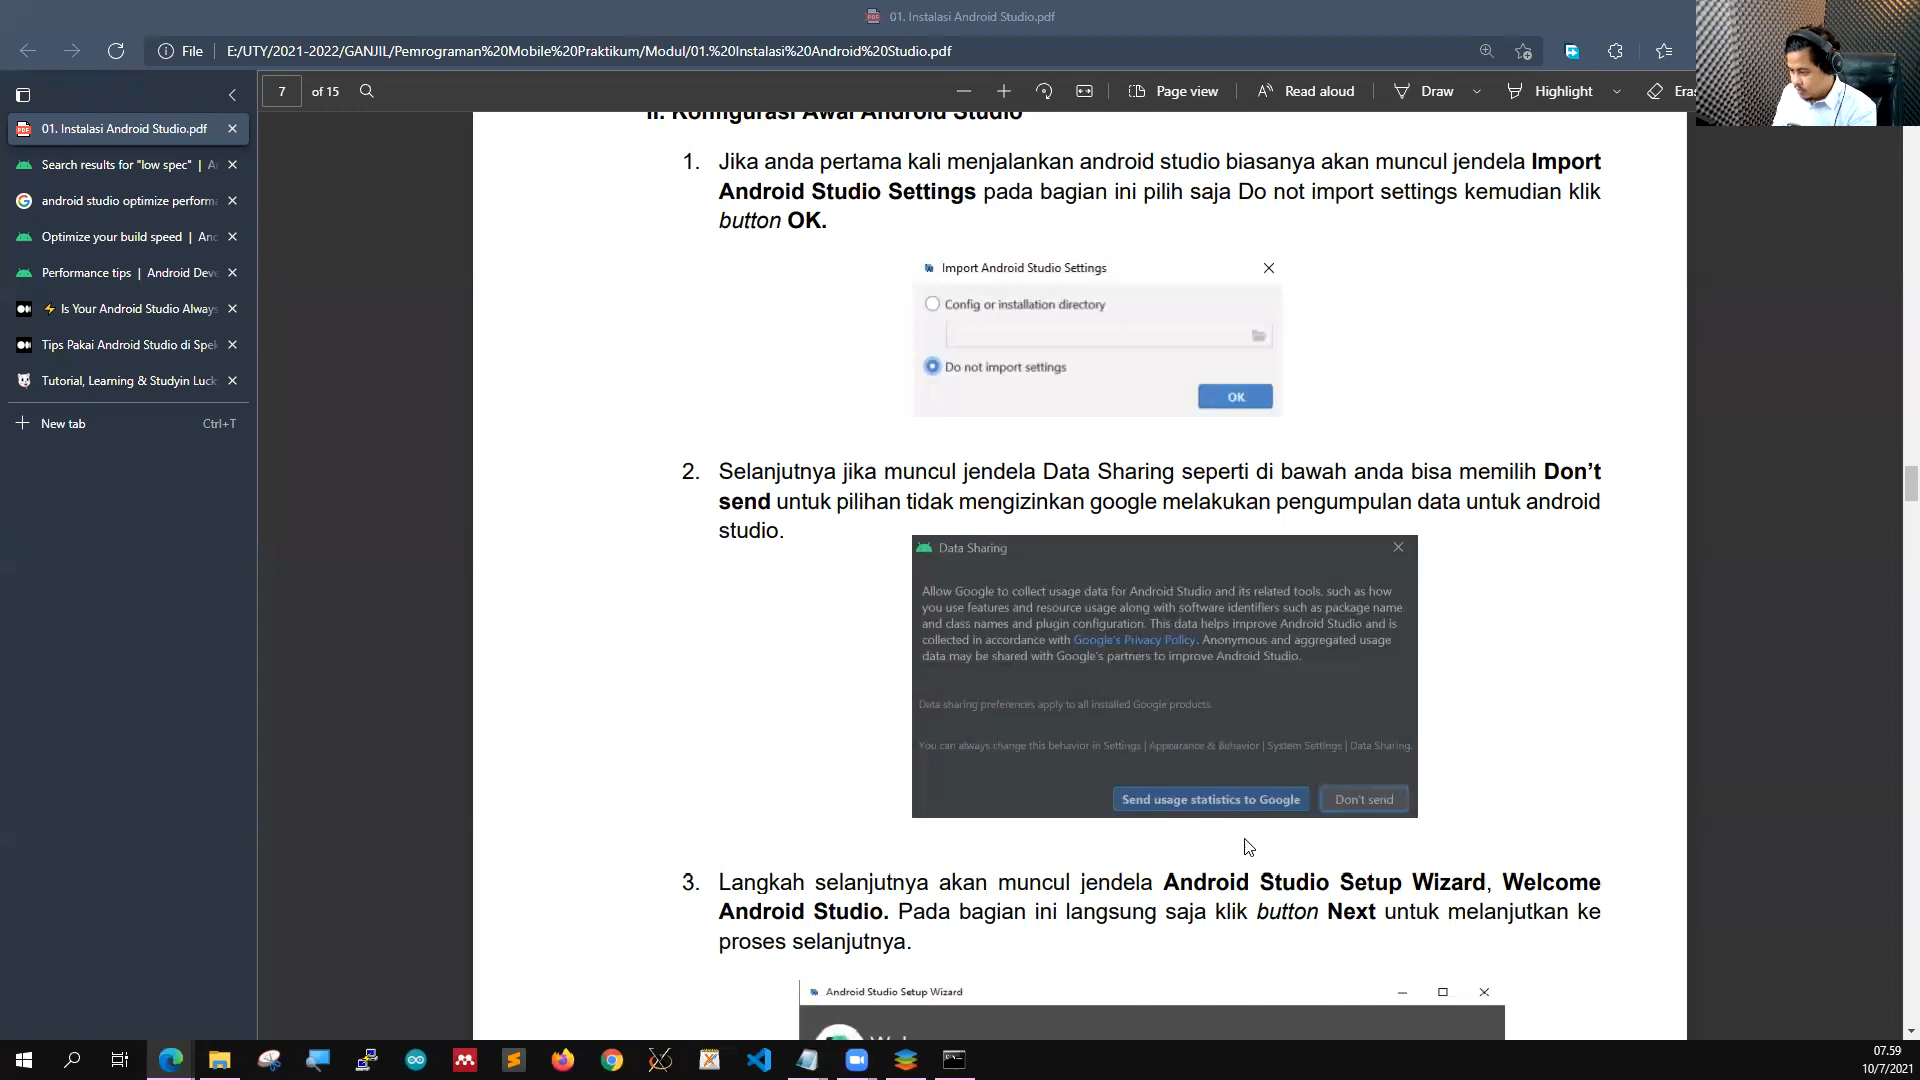 01. Instalasi Android Studio.pdf
File
E:/UTY/2021-2022/GANJIL/Pemrograman%20Mobile%20Praktikum/Modul/01.%20Instalasi%20Android%20Studio.pdf
7 of 15
Page view
Read aloud
Draw
Highlight
Eras
01. Instalasi Android Studio.pdf
Search results for "low spec" | A
android studio optimize performa
Optimize your build speed | Anc
Performance tips | Android Deve
⚡ Is Your Android Studio Always
Tips Pakai Android Studio di Spe
Tutorial, Learning & Studyin Luck
New tab Ctrl+T
II. Konfigurasi Awal Android Studio
1. Jika anda pertama kali menjalankan android studio biasanya akan muncul jendela Import
Android Studio Settings pada bagian ini pilih saja Do not import settings kemudian klik
button OK.
Import Android Studio Settings
Config or installation directory
Do not import settings
OK
2. Selanjutnya jika muncul jendela Data Sharing seperti di bawah anda bisa memilih Don't
send untuk pilihan tidak mengizinkan google melakukan pengumpulan data untuk android
studio.
Data Sharing
Allow Google to collect usage data for Android Studio and its related tools, such as how
you use features and resource usage along with software identifiers such as package name
and class names and plugin configuration. This data helps improve Android Studio and is
collected in accordance with Google's Privacy Policy. Anonymous and aggregated usage
data may be shared with Google's partners to improve Android Studio.
Data sharing preferences apply to all installed Google products.
You can always change this behavior in Settings | Appearance & Behavior | System Settings | Data Sharing.
Send usage statistics to Google
Don't send
3. Langkah selanjutnya akan muncul jendela Android Studio Setup Wizard, Welcome
Android Studio. Pada bagian ini langsung saja klik button Next untuk melanjutkan ke
proses selanjutnya.
Android Studio Setup Wizard
07.59
10/7/2021